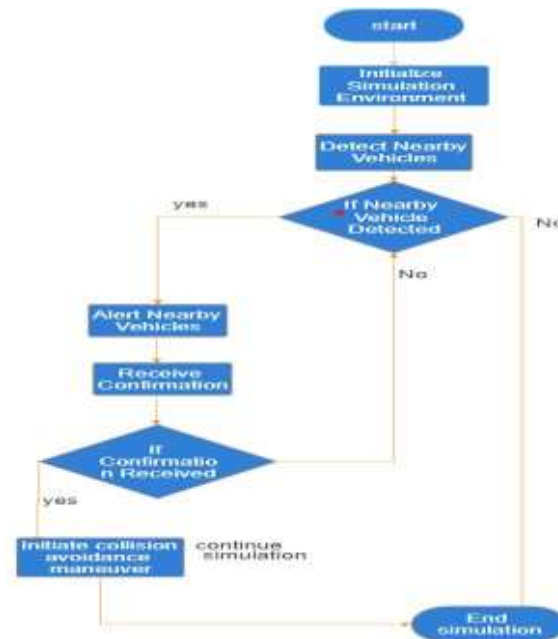 start
Initialize
Simulation
Environment
Detect Nearby
Vehicles
If Nearby
Vehicle
Detected
yes
No
No
Alert Nearby
Vehicles
Receive
Confirmation
If
Confirmatio
n Received
yes
Initiate collision
avoidance
maneuver
continue
simulation
End
simulation